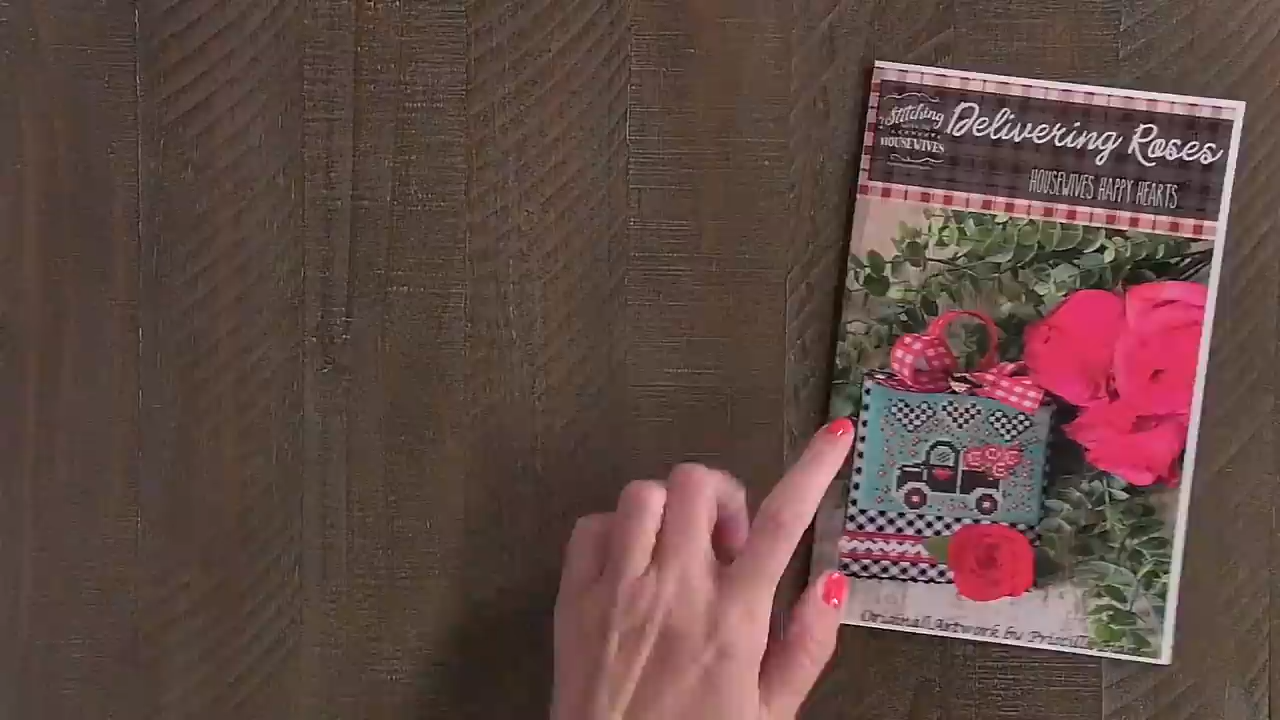 Stitching
HOUSEWIVES
Delivering Roses
HOUSEWIVES HAPPY HEARTS
Original Artwork by